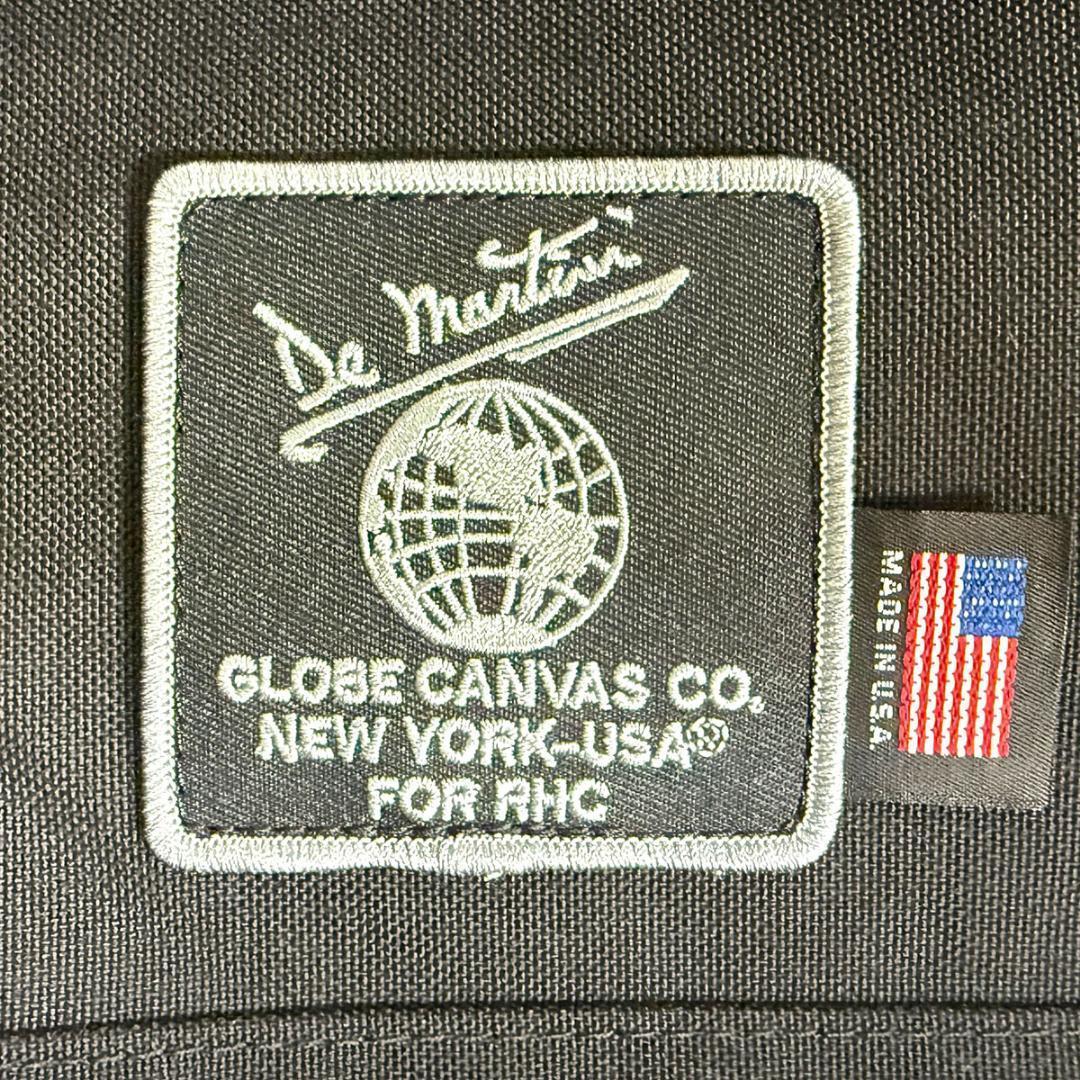 De Martini
GLOBE CANVAS CO.
NEW YORK-USA®
FOR RHC
MADE IN U.S.A.